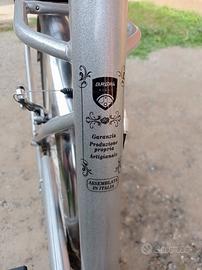 Garanzia
Produzione
propria
Artigianale
ASSEMBLATA
IN ITALIA